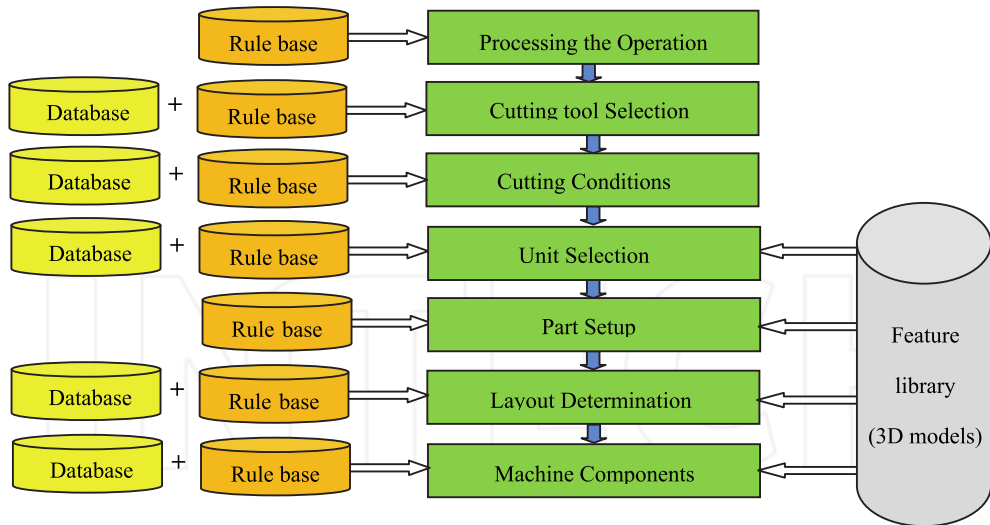 Rule base
Processing the Operation
Database + Rule base
Cutting tool Selection
Database + Rule base
Cutting Conditions
Database + Rule base
Unit Selection
Rule base
Part Setup
Database + Rule base
Layout Determination
Database + Rule base
Machine Components
Feature
library
(3D models)
INTECH